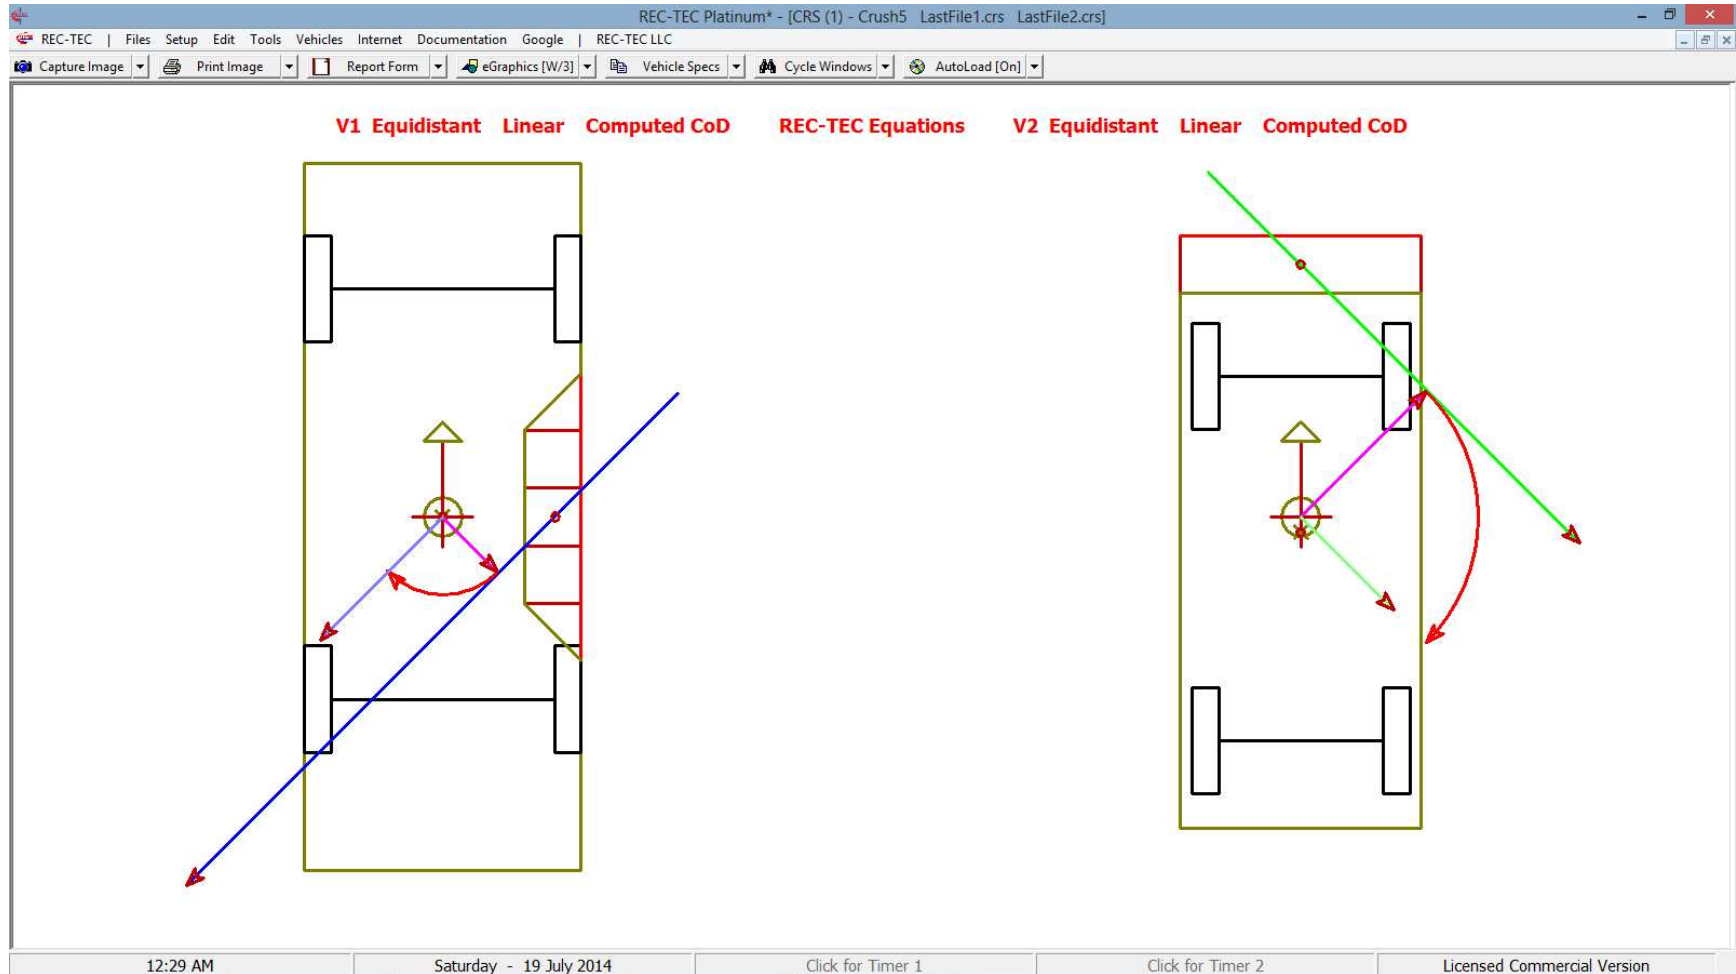 REC-TEC Platinum* - [CRS (1) - Crush5 LastFile1.crs LastFile2.crs]
REC-TEC | Files Setup Edit Tools Vehicles Internet Documentation Google | REC-TEC LLC
Capture Image Print Image Report Form eGraphics [W/3] Vehicle Specs Cycle Windows AutoLoad [On]
V1 Equidistant Linear Computed CoD REC-TEC Equations V2 Equidistant Linear Computed CoD
12:29 AM Saturday - 19 July 2014 Click for Timer 1 Click for Timer 2 Licensed Commercial Version